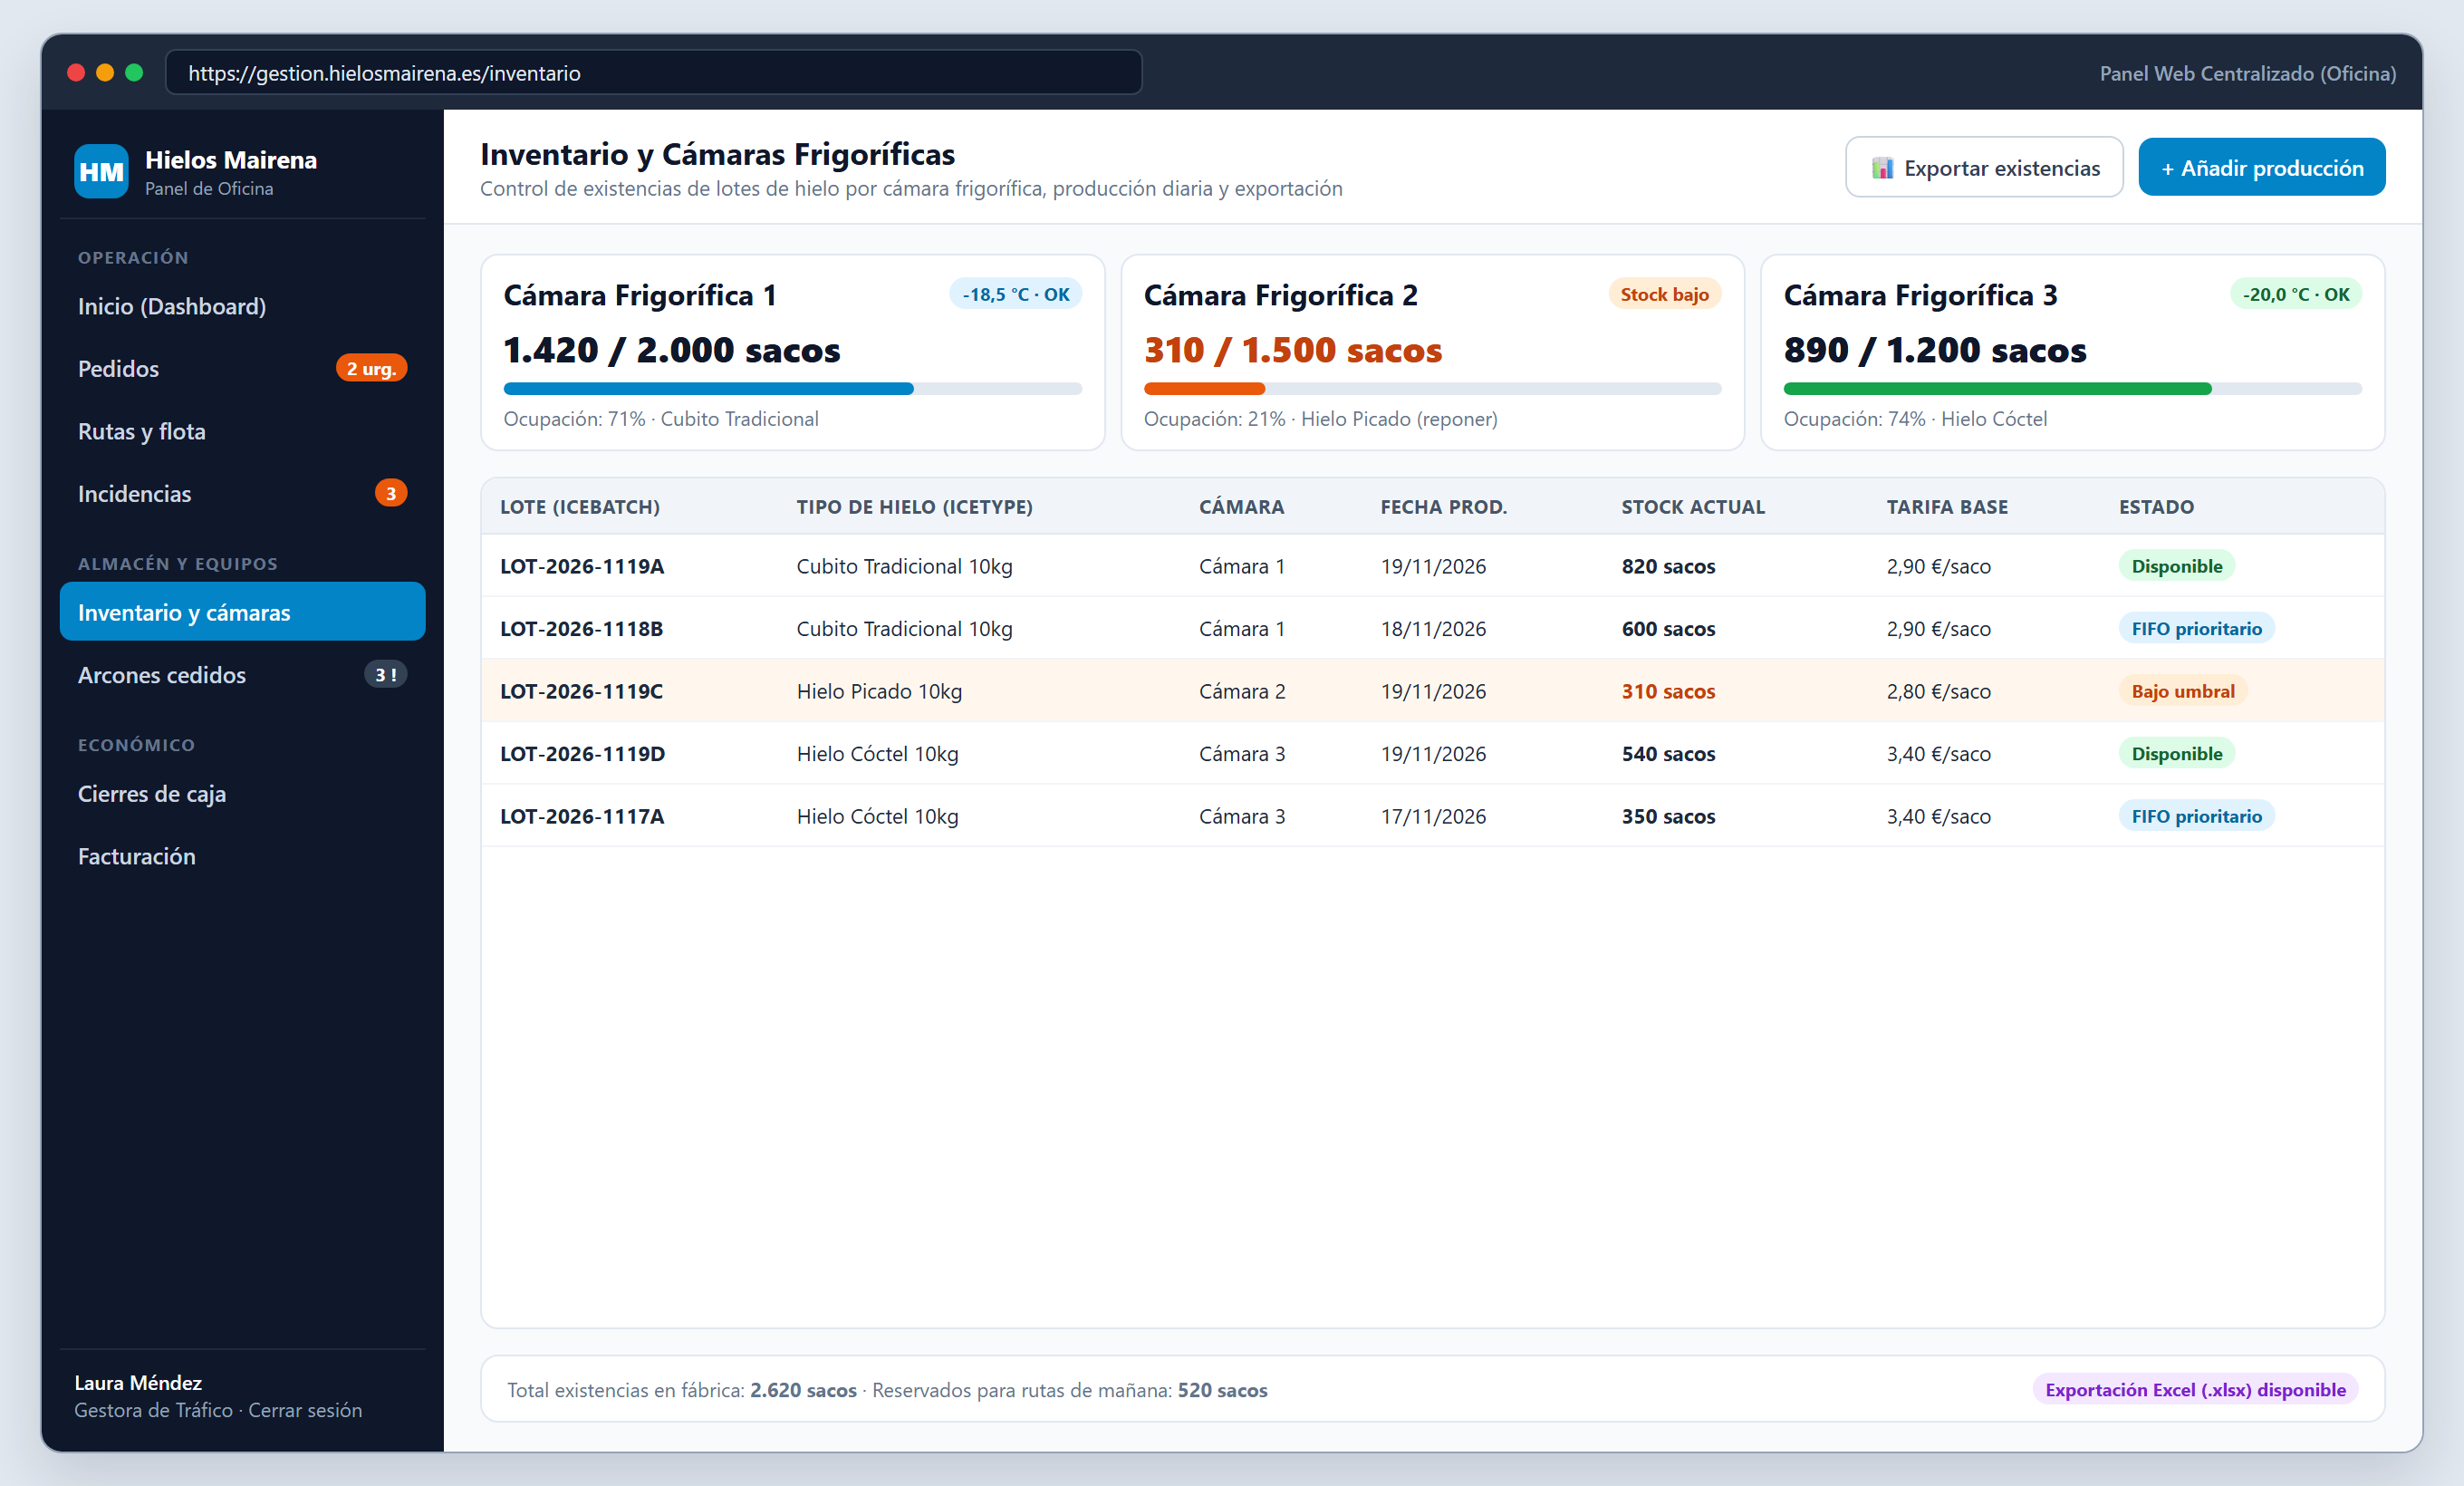 https://gestion.hielosmairena.es/inventario
Panel Web Centralizado (Oficina)
HM
Hielos Mairena
Panel de Oficina
OPERACIÓN
Inicio (Dashboard)
Pedidos
2 urg.
Rutas y flota
Incidencias
3
ALMACÉN Y EQUIPOS
Inventario y cámaras
Arcones cedidos
3 !
ECONÓMICO
Cierres de caja
Facturación
Laura Méndez
Gestora de Tráfico · Cerrar sesión
Inventario y Cámaras Frigoríficas
Control de existencias de lotes de hielo por cámara frigorífica, producción diaria y exportación
Exportar existencias
+ Añadir producción
Cámara Frigorífica 1
-18,5 °C · OK
1.420 / 2.000 sacos
Ocupación: 71% · Cubito Tradicional
Cámara Frigorífica 2
Stock bajo
310 / 1.500 sacos
Ocupación: 21% · Hielo Picado (reponer)
Cámara Frigorífica 3
-20,0 °C · OK
890 / 1.200 sacos
Ocupación: 74% · Hielo Cóctel
LOTE (ICEBATCH) TIPO DE HIELO (ICETYPE) CÁMARA FECHA PROD. STOCK ACTUAL TARIFA BASE ESTADO
LOT-2026-1119A Cubito Tradicional 10kg Cámara 1 19/11/2026 820 sacos 2,90 €/saco Disponible
LOT-2026-1118B Cubito Tradicional 10kg Cámara 1 18/11/2026 600 sacos 2,90 €/saco FIFO prioritario
LOT-2026-1119C Hielo Picado 10kg Cámara 2 19/11/2026 310 sacos 2,80 €/saco Bajo umbral
LOT-2026-1119D Hielo Cóctel 10kg Cámara 3 19/11/2026 540 sacos 3,40 €/saco Disponible
LOT-2026-1117A Hielo Cóctel 10kg Cámara 3 17/11/2026 350 sacos 3,40 €/saco FIFO prioritario
Total existencias en fábrica: 2.620 sacos · Reservados para rutas de mañana: 520 sacos
Exportación Excel (.xlsx) disponible